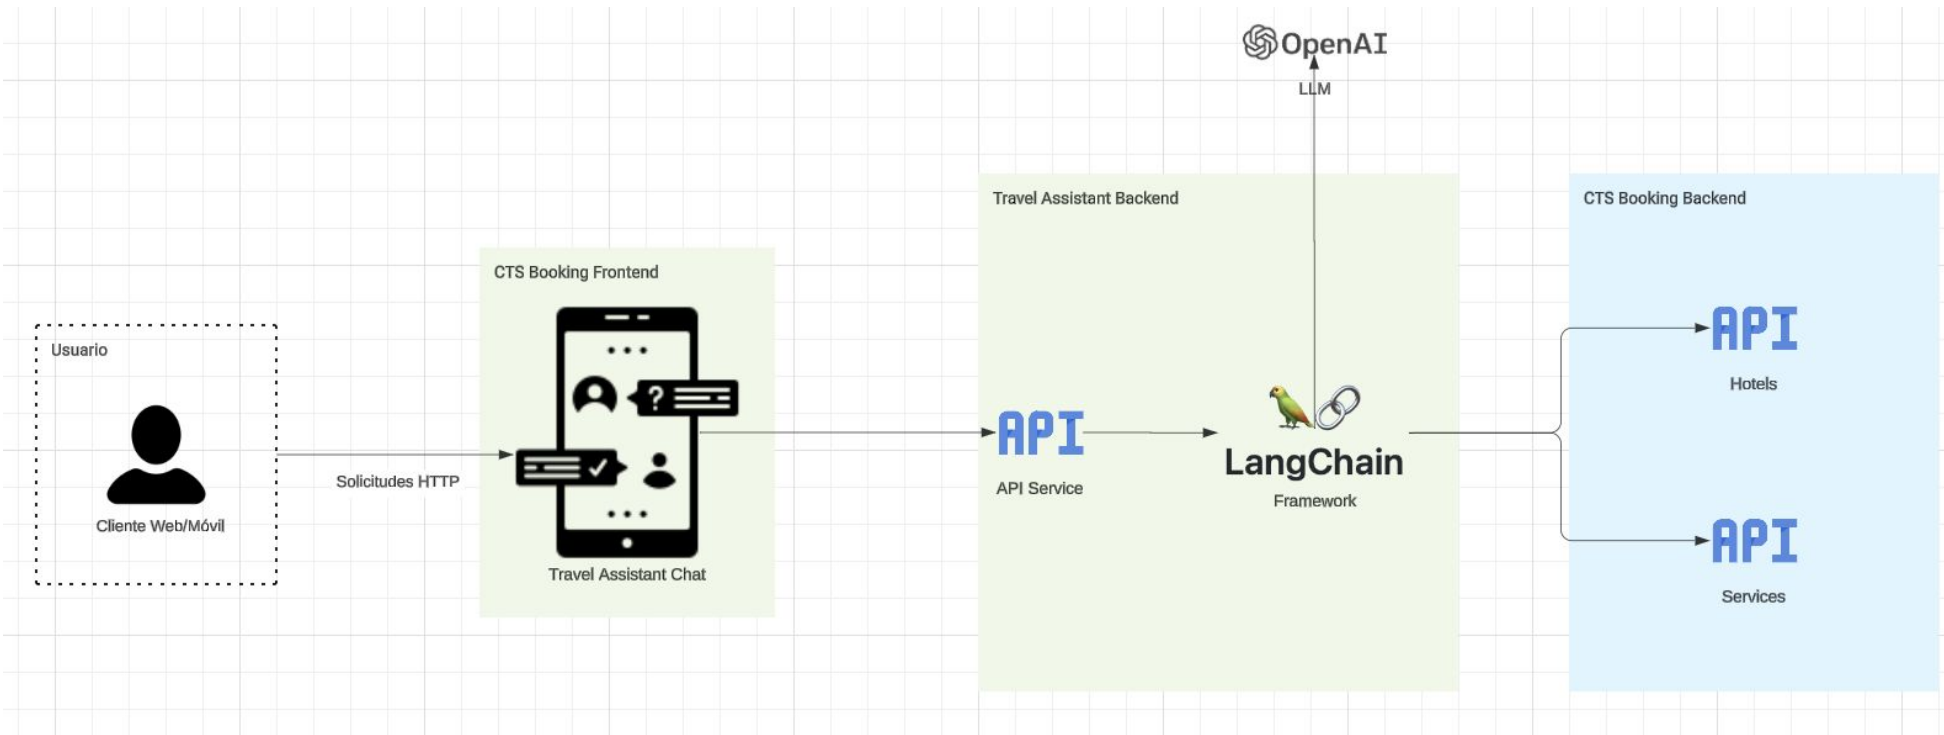 OpenAI
LLM
Travel Assistant Backend
CTS Booking Backend
CTS Booking Frontend
Usuario
Cliente Web/Móvil
Solicitudes HTTP
?
Travel Assistant Chat
API
API Service
LangChain
Framework
API
Hotels
API
Services